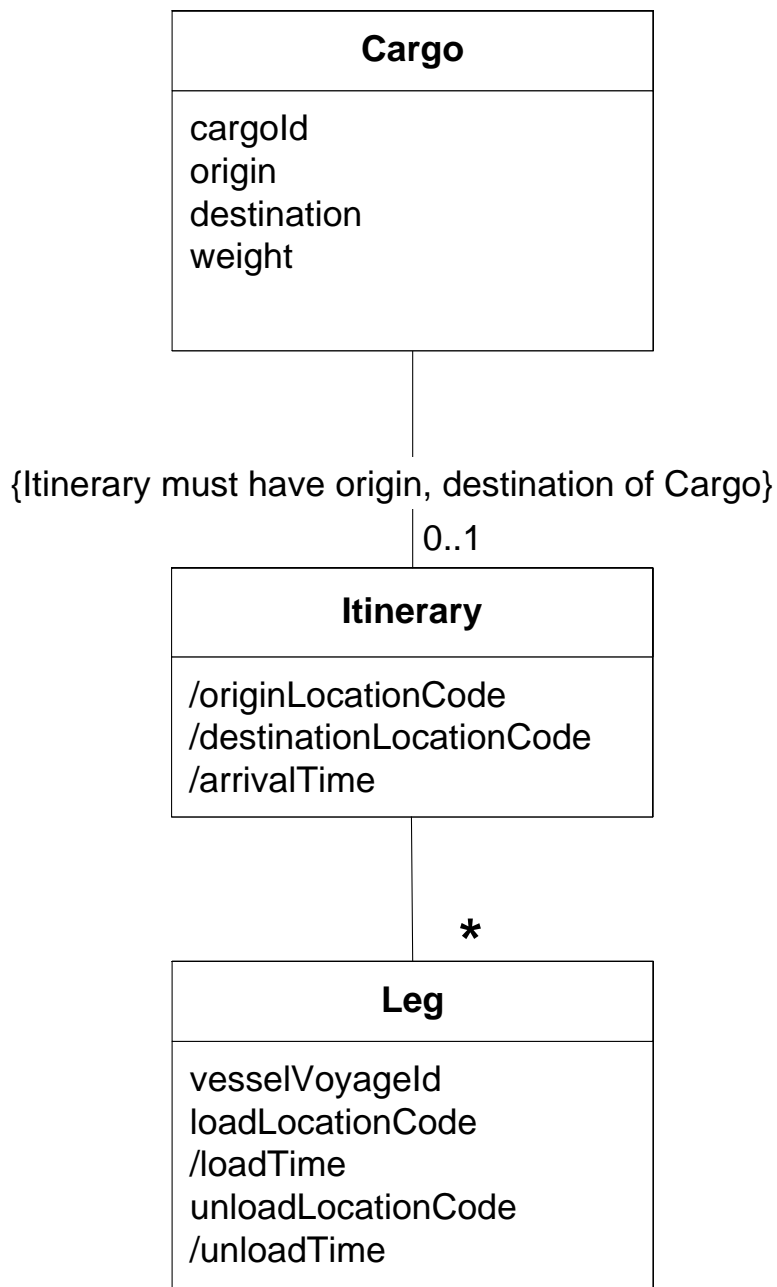 Cargo
cargoId
origin
destination
weight
{Itinerary must have origin, destination of Cargo}
0..1
Itinerary
/originLocationCode
/destinationLocationCode
/arrivalTime
*
Leg
vesselVoyageId
loadLocationCode
/loadTime
unloadLocationCode
/unloadTime